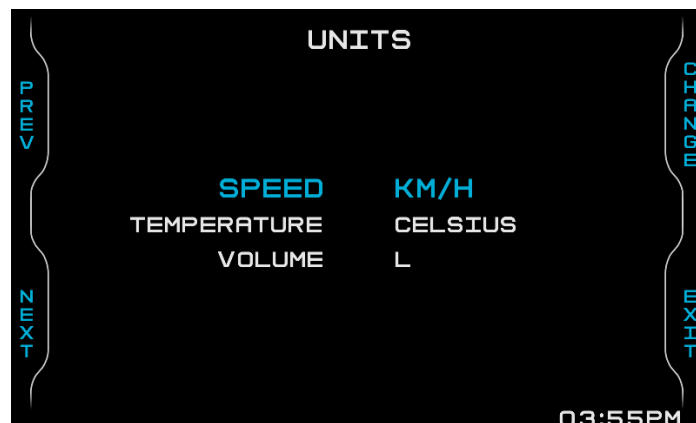 UNITS
PREV
CHANGE
SPEED KM/H
TEMPERATURE CELSIUS
VOLUME L
NEXT
EXIT
03:55PM